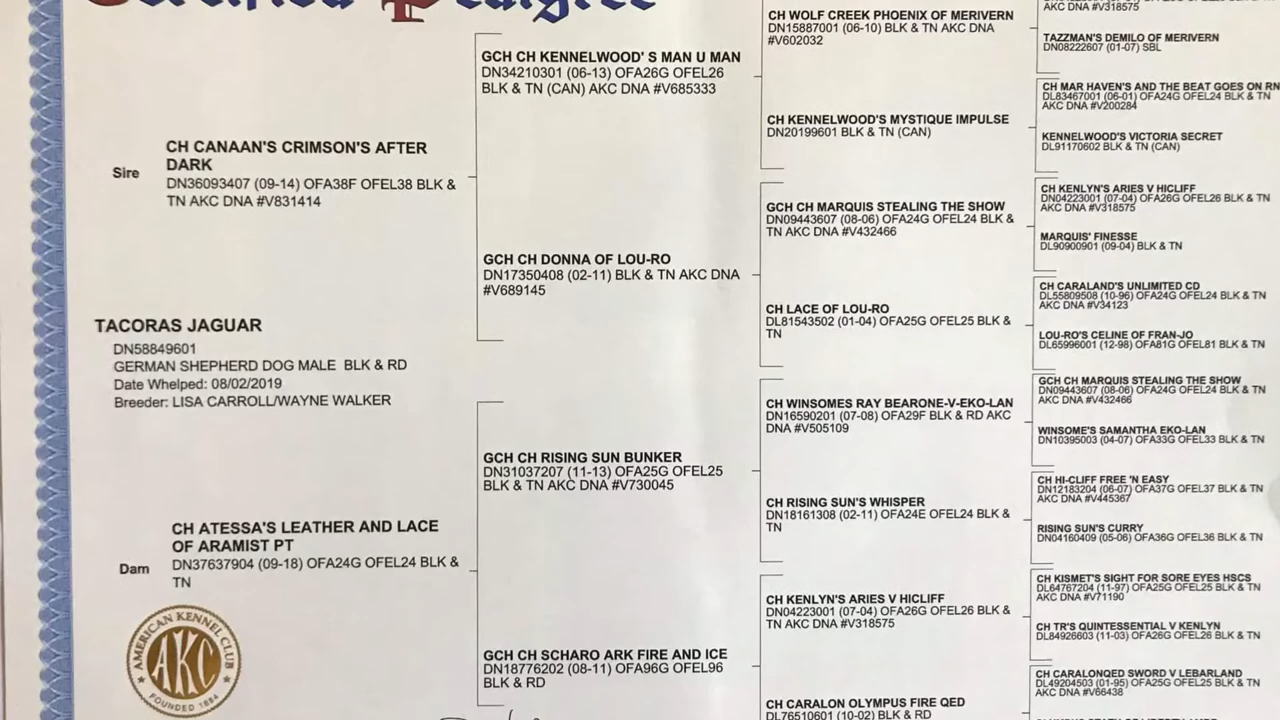 Certified Pedigree
Sire
CH CANAAN'S CRIMSON'S AFTER
DARK
DN36093407 (09-14) OFA38F OFEL38 BLK &
TN AKC DNA #V831414
TACORAS JAGUAR
DN58849601
GERMAN SHEPHERD DOG MALE BLK & RD
Date Whelped: 08/02/2019
Breeder: LISA CARROLL/WAYNE WALKER
Dam
CH ATESSA'S LEATHER AND LACE
OF ARAMIST PT
DN37637904 (09-18) OFA24G OFEL24 BLK &
TN
AMERICAN KENNEL CLUB
AKC
FOUNDED 1884
GCH CH KENNELWOOD' S MAN U MAN
DN34210301 (06-13) OFA26G OFEL26
BLK & TN (CAN) AKC DNA #V685333
GCH CH DONNA OF LOU-RO
DN17350408 (02-11) BLK & TN AKC DNA
#V689145
GCH CH RISING SUN BUNKER
DN31037207 (11-13) OFA25G OFEL25
BLK & TN AKC DNA #V730045
GCH CH SCHARO ARK FIRE AND ICE
DN18776202 (08-11) OFA96G OFEL96
BLK & RD
CH WOLF CREEK PHOENIX OF MERIVERN
DN15887001 (06-10) BLK & TN AKC DNA
#V602032
CH KENNELWOOD'S MYSTIQUE IMPULSE
DN20199601 BLK & TN (CAN)
GCH CH MARQUIS STEALING THE SHOW
DN09443607 (08-06) OFA24G OFEL24 BLK &
TN AKC DNA #V432466
CH LACE OF LOU-RO
DL81543502 (01-04) OFA25G OFEL25 BLK &
TN
CH WINSOMES RAY BEARONE-V-EKO-LAN
DN16590201 (07-08) OFA29F BLK & RD AKC
DNA #V505109
CH RISING SUN'S WHISPER
DN18161308 (02-11) OFA24E OFEL24 BLK &
TN
CH KENLYN'S ARIES V HICLIFF
DN04223001 (07-04) OFA26G OFEL26 BLK &
TN AKC DNA #V318575
CH CARALON OLYMPUS FIRE QED
DL76510601 (10-02) BLK & RD
AKC DNA #V318575
TAZZMAN'S DEMILO OF MERIVERN
DN08222607 (01-07) SBL
CH MAR HAVEN'S AND THE BEAT GOES ON RN
DL83467001 (06-01) OFA24G OFEL24 BLK & TN
AKC DNA #V200284
KENNELWOOD'S VICTORIA SECRET
DL91170602 BLK & TN (CAN)
CH KENLYN'S ARIES V HICLIFF
DN04223001 (07-04) OFA26G OFEL26 BLK & TN
AKC DNA #V318575
MARQUIS' FINESSE
DL90900901 (09-04) BLK & TN
CH CARALAND'S UNLIMITED CD
DL55809508 (10-96) OFA24G OFEL24 BLK & TN
AKC DNA #V34123
LOU-RO'S CELINE OF FRAN-JO
DL65996001 (12-98) OFA81G OFEL81 BLK & TN
GCH CH MARQUIS STEALING THE SHOW
DN09443607 (08-06) OFA24G OFEL24 BLK & TN
AKC DNA #V432466
WINSOME'S SAMANTHA EKO-LAN
DN10395003 (04-07) OFA33G OFEL33 BLK & TN
CH HI-CLIFF FREE 'N EASY
DN12183204 (06-07) OFA37G OFEL37 BLK & TN
AKC DNA #V445367
RISING SUN'S CURRY
DN04160409 (05-06) OFA36G OFEL36 BLK & TN
CH KISMET'S SIGHT FOR SORE EYES HSCS
DL64767204 (11-97) OFA25G OFEL25 BLK & TN
AKC DNA #V71190
CH TR'S QUINTESSENTIAL V KENLYN
DL84926603 (11-03) OFA26G OFEL26 BLK & TN
CH CARALONQED SWORD V LEBARLAND
DL49204503 (01-95) OFA25G OFEL25 BLK & TN
AKC DNA #V66438